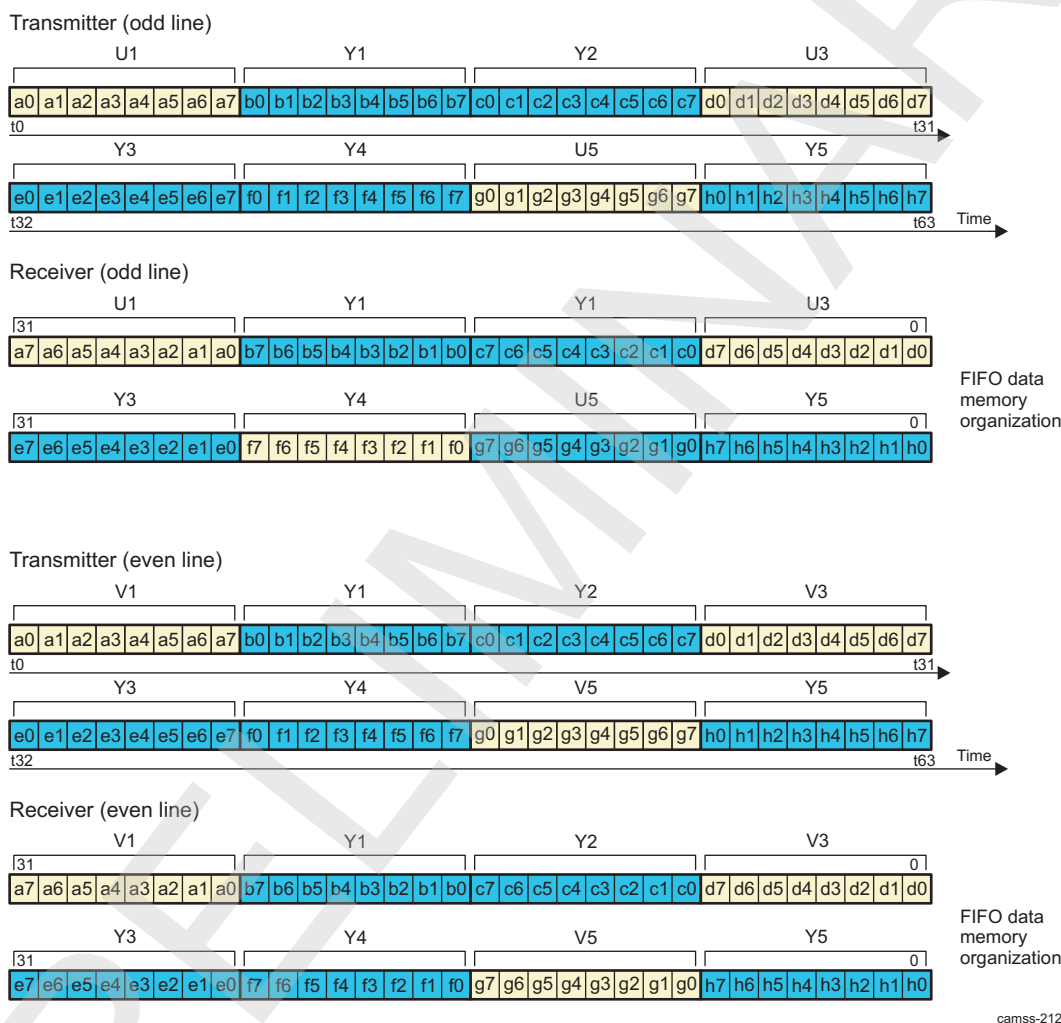 Transmitter (odd line)
U1 Y1 Y2 U3
a0 a1 a2 a3 a4 a5 a6 a7 b0 b1 b2 b3 b4 b5 b6 b7 c0 c1 c2 c3 c4 c5 c6 c7 d0 d1 d2 d3 d4 d5 d6 d7
t0 t31
Y3 Y4 U5 Y5
e0 e1 e2 e3 e4 e5 e6 e7 f0 f1 f2 f3 f4 f5 f6 f7 g0 g1 g2 g3 g4 g5 g6 g7 h0 h1 h2 h3 h4 h5 h6 h7
t32 t63 Time
Receiver (odd line)
U1 Y1 Y1 U3
31 0
a7 a6 a5 a4 a3 a2 a1 a0 b7 b6 b5 b4 b3 b2 b1 b0 c7 c6 c5 c4 c3 c2 c1 c0 d7 d6 d5 d4 d3 d2 d1 d0
Y3 Y4 U5 Y5
31 0
e7 e6 e5 e4 e3 e2 e1 e0 f7 f6 f5 f4 f3 f2 f1 f0 g7 g6 g5 g4 g3 g2 g1 g0 h7 h6 h5 h4 h3 h2 h1 h0
FIFO data
memory
organization
Transmitter (even line)
V1 Y1 Y2 V3
a0 a1 a2 a3 a4 a5 a6 a7 b0 b1 b2 b3 b4 b5 b6 b7 c0 c1 c2 c3 c4 c5 c6 c7 d0 d1 d2 d3 d4 d5 d6 d7
t0 t31
Y3 Y4 V5 Y5
e0 e1 e2 e3 e4 e5 e6 e7 f0 f1 f2 f3 f4 f5 f6 f7 g0 g1 g2 g3 g4 g5 g6 g7 h0 h1 h2 h3 h4 h5 h6 h7
t32 t63 Time
Receiver (even line)
V1 Y1 Y2 V3
31 0
a7 a6 a5 a4 a3 a2 a1 a0 b7 b6 b5 b4 b3 b2 b1 b0 c7 c6 c5 c4 c3 c2 c1 c0 d7 d6 d5 d4 d3 d2 d1 d0
Y3 Y4 V5 Y5
31 0
e7 e6 e5 e4 e3 e2 e1 e0 f7 f6 f5 f4 f3 f2 f1 f0 g7 g6 g5 g4 g3 g2 g1 g0 h7 h6 h5 h4 h3 h2 h1 h0
FIFO data
memory
organization
camss-212